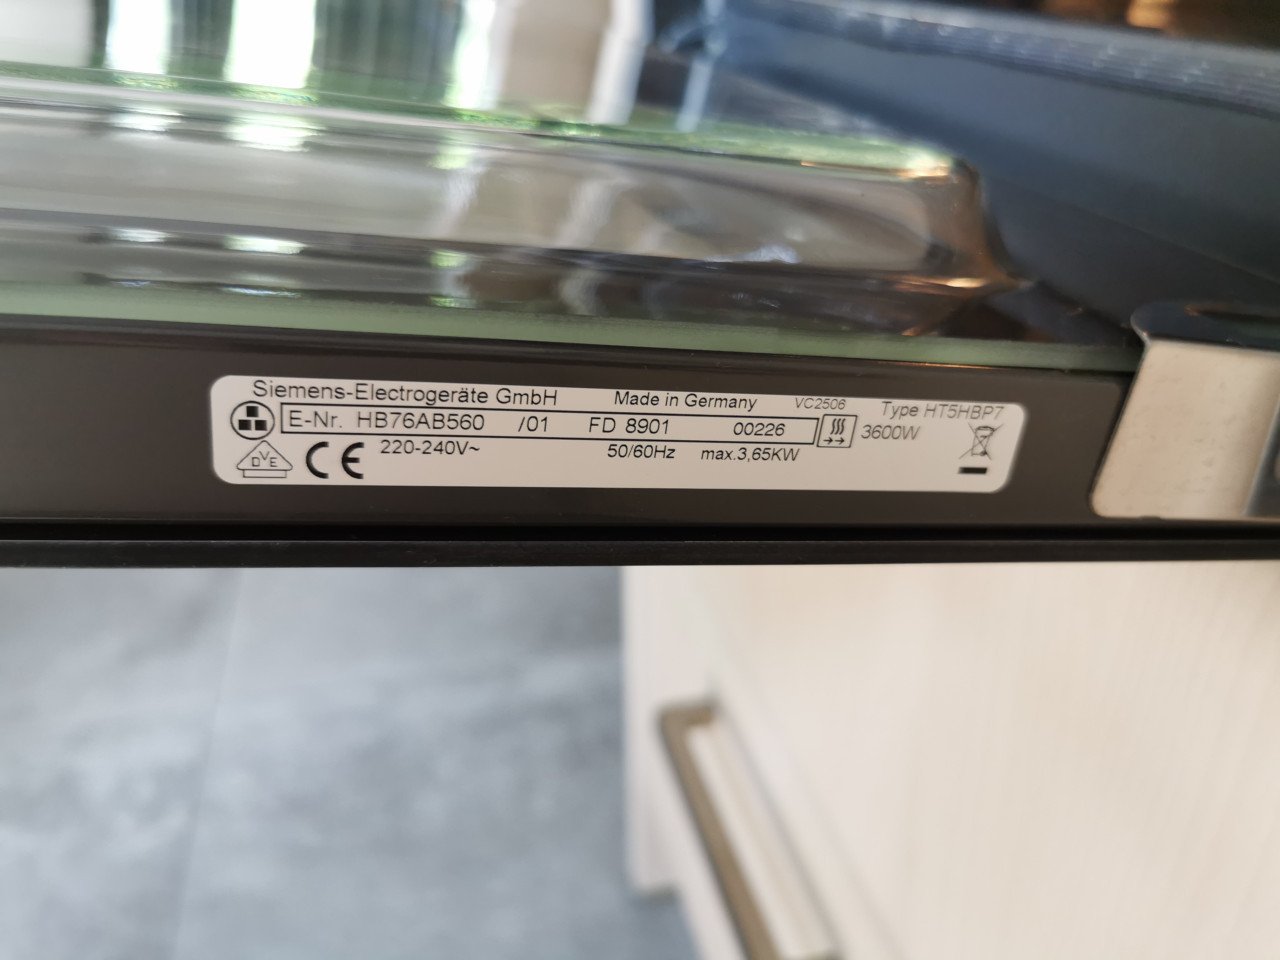 Siemens-Electrogeräte GmbH Made in Germany VC2506 Type HT5HBP7
E-Nr. HB76AB560 /01 FD 8901 00226 3600W
DVE CE 220-240V~ 50/60Hz max.3,65KW